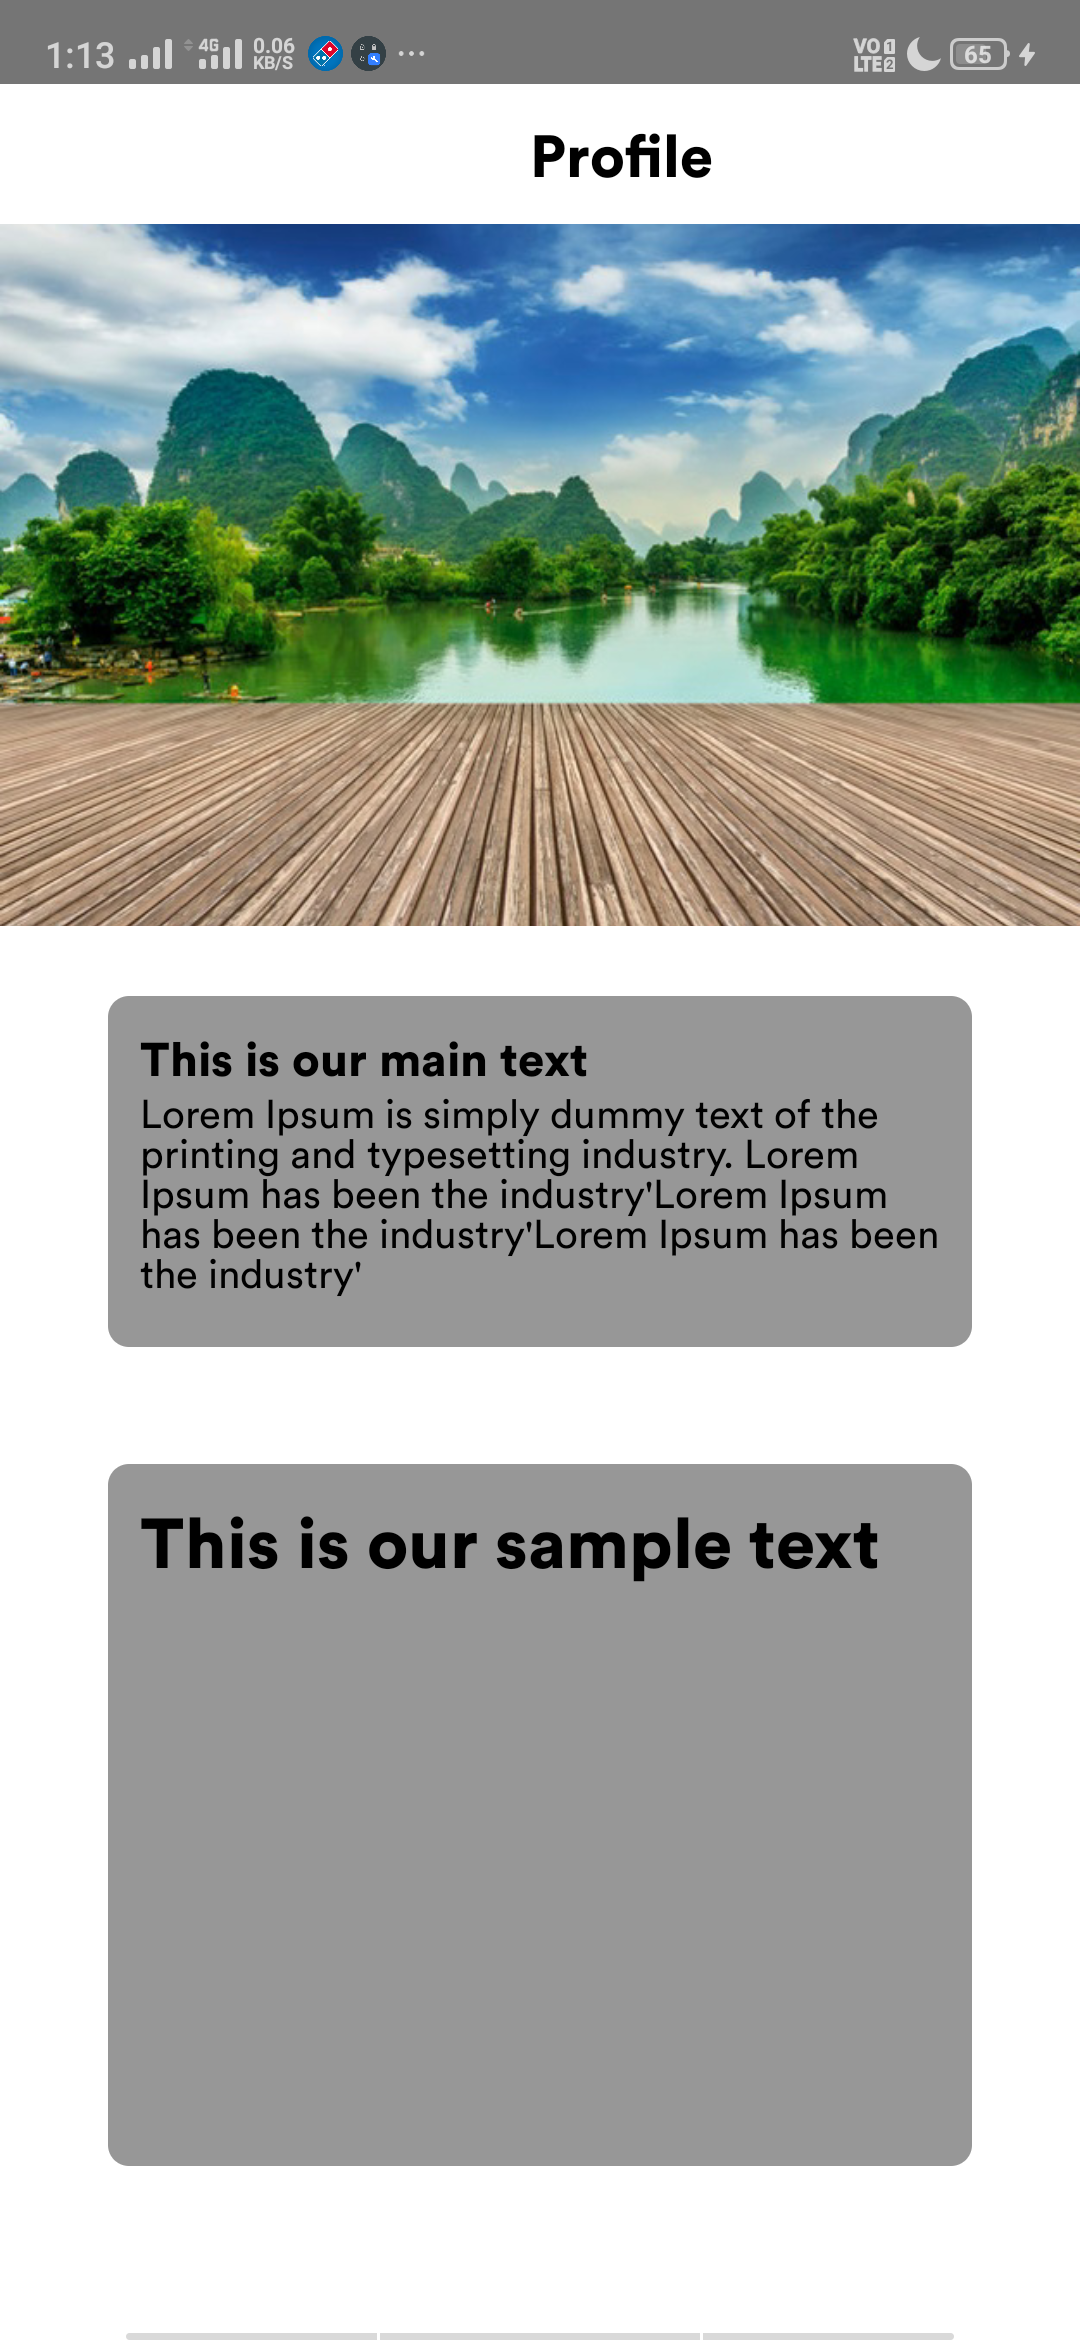 1:13 4G 0.06 KB/S VO LTE 1 2 65
Profile
This is our main text
Lorem Ipsum is simply dummy text of the
printing and typesetting industry. Lorem
Ipsum has been the industry'Lorem Ipsum
has been the industry'Lorem Ipsum has been
the industry'
This is our sample text